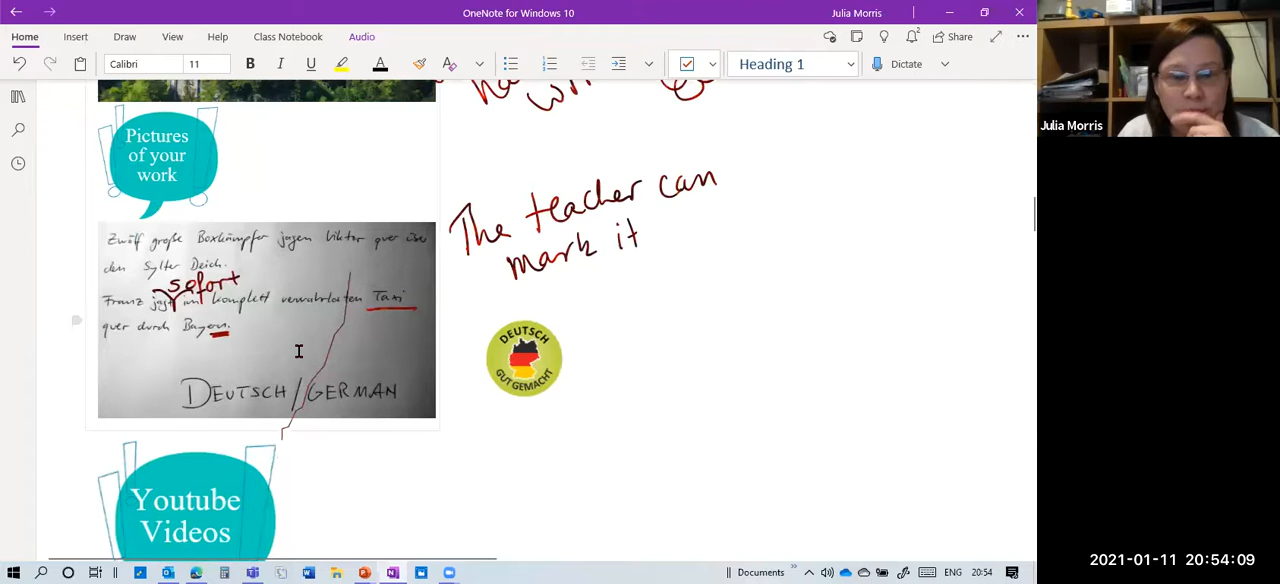 OneNote for Windows 10
Julia Morris
Home
Insert
Draw
View
Help
Class Notebook
Audio
Share
Calibri
11
B
I
U
A
Heading 1
Dictate
Julia Morris
Pictures
of your
work
The teacher can
mark it
Zwölf große Boxkämpfer jagen Viktor quer über
den Sylter Deich.
sofort
Franz jagt im komplett verwahrlosten Taxi
quer durch Bayern.
DEUTSCH/GERMAN
DEUTSCH
GUT GEMACHT
Youtube
Videos
Documents
ENG
20:54
2021-01-11 20:54:09